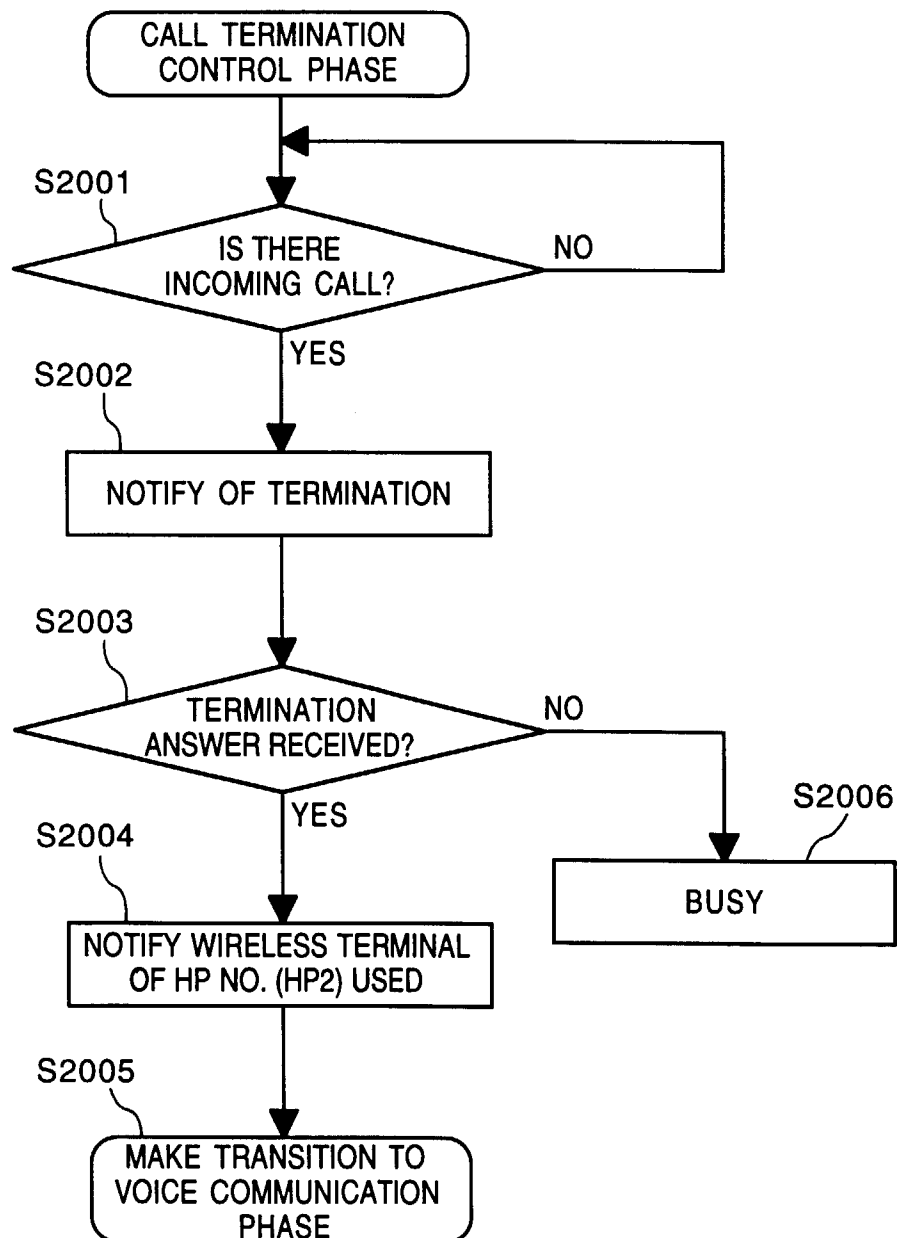 CALL TERMINATION
CONTROL PHASE
S2001
IS THERE
INCOMING CALL?
NO
YES
S2002
NOTIFY OF TERMINATION
S2003
TERMINATION
ANSWER RECEIVED?
NO
YES
S2006
BUSY
S2004
NOTIFY WIRELESS TERMINAL
OF HP NO. (HP2) USED
S2005
MAKE TRANSITION TO
VOICE COMMUNICATION
PHASE